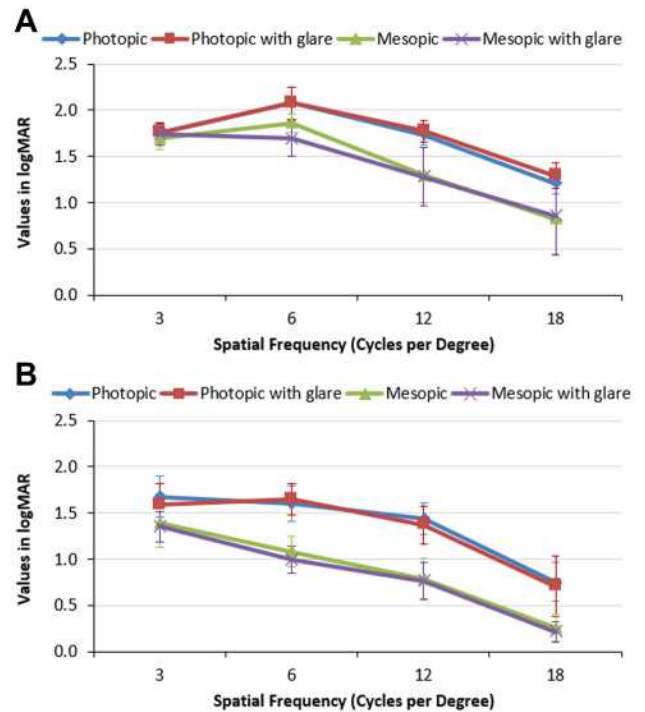 A
Photopic Photopic with glare Mesopic Mesopic with glare
2.5
2.0
1.5
1.0
0.5
0.0
Values in logMAR
3 6 12 18
Spatial Frequency (Cycles per Degree)
B
Photopic Photopic with glare Mesopic Mesopic with glare
2.5
2.0
1.5
1.0
0.5
0.0
Values in logMAR
3 6 12 18
Spatial Frequency (Cycles per Degree)